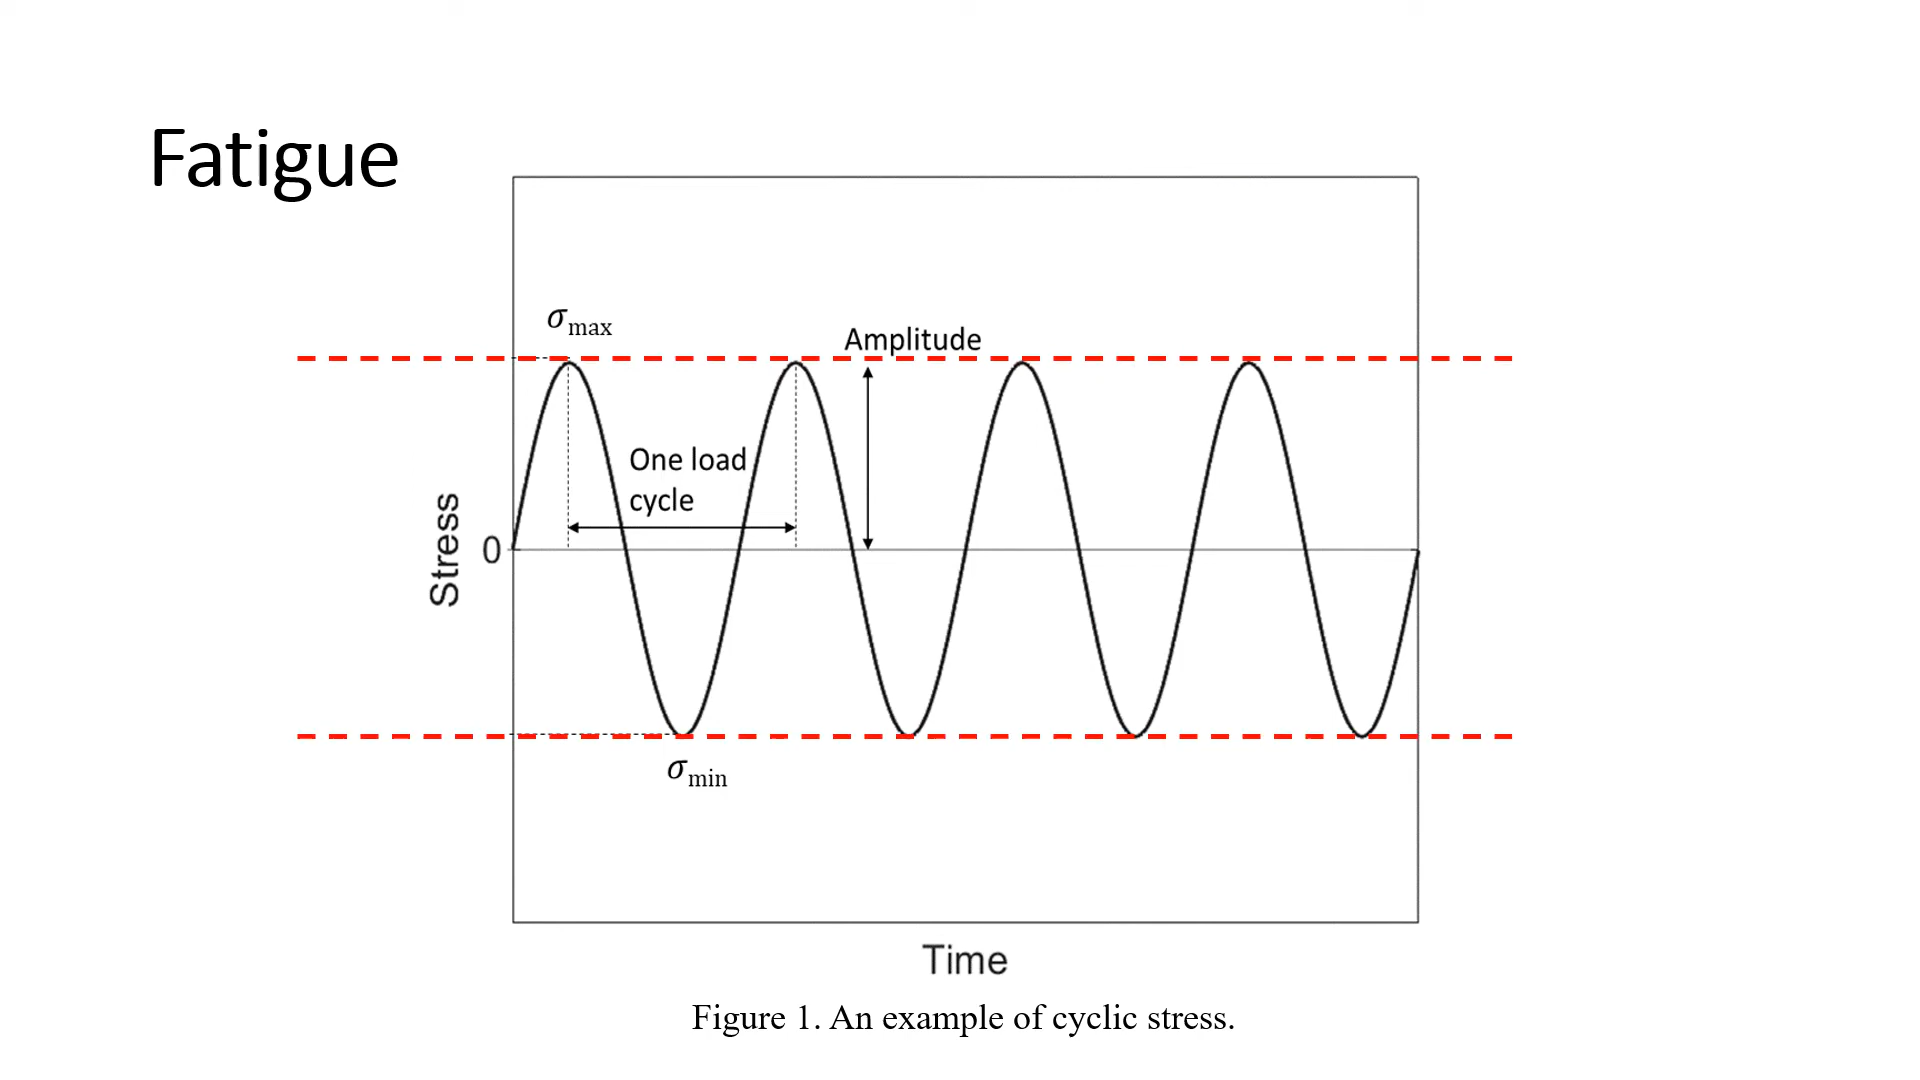 Fatigue
σmax
Amplitude
One load
cycle
Stress
0
σmin
Time
Figure 1. An example of cyclic stress.